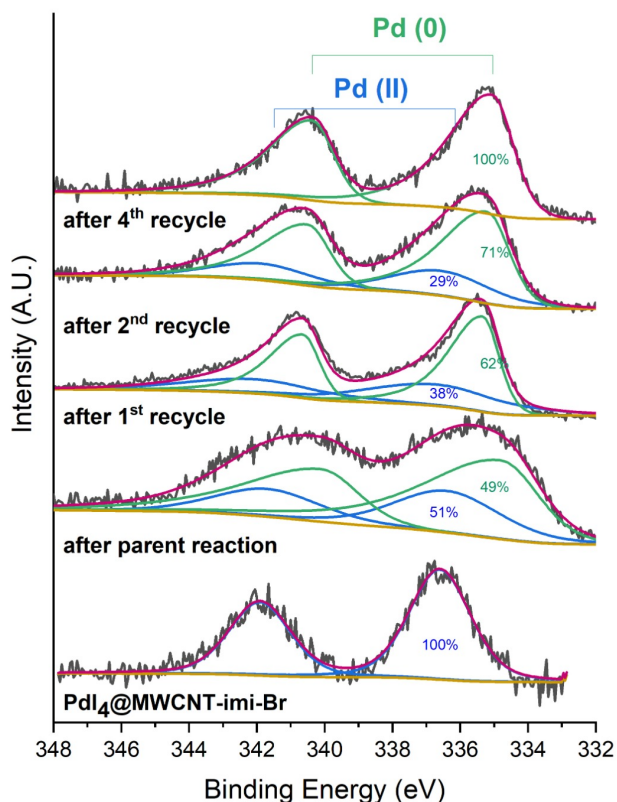 Pd (0)
Pd (II)
100%
after 4th recycle
71%
29%
after 2nd recycle
62%
38%
after 1st recycle
49%
51%
after parent reaction
100%
PdI4@MWCNT-imi-Br
Intensity (A.U.)
348 346 344 342 340 338 336 334 332
Binding Energy (eV)